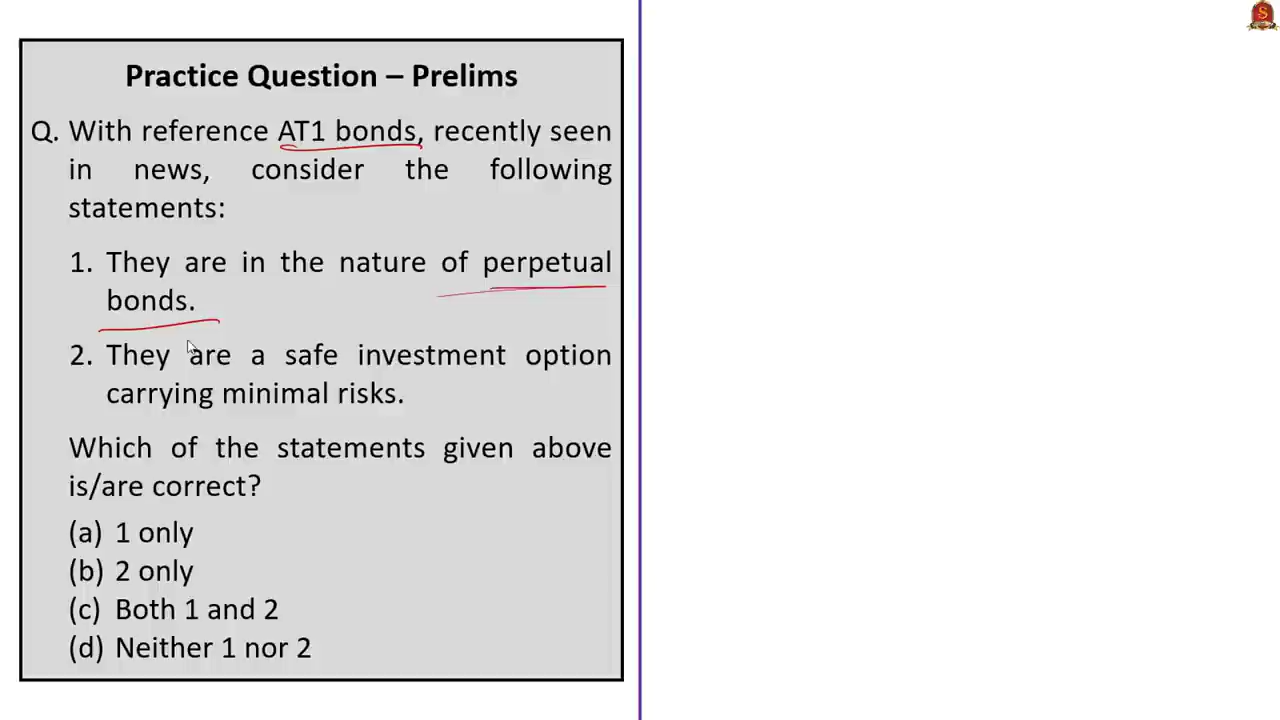 Practice Question – Prelims
Q. With reference AT1 bonds, recently seen
in news, consider the following
statements:
1. They are in the nature of perpetual
bonds.
2. They are a safe investment option
carrying minimal risks.
Which of the statements given above
is/are correct?
(a) 1 only
(b) 2 only
(c) Both 1 and 2
(d) Neither 1 nor 2